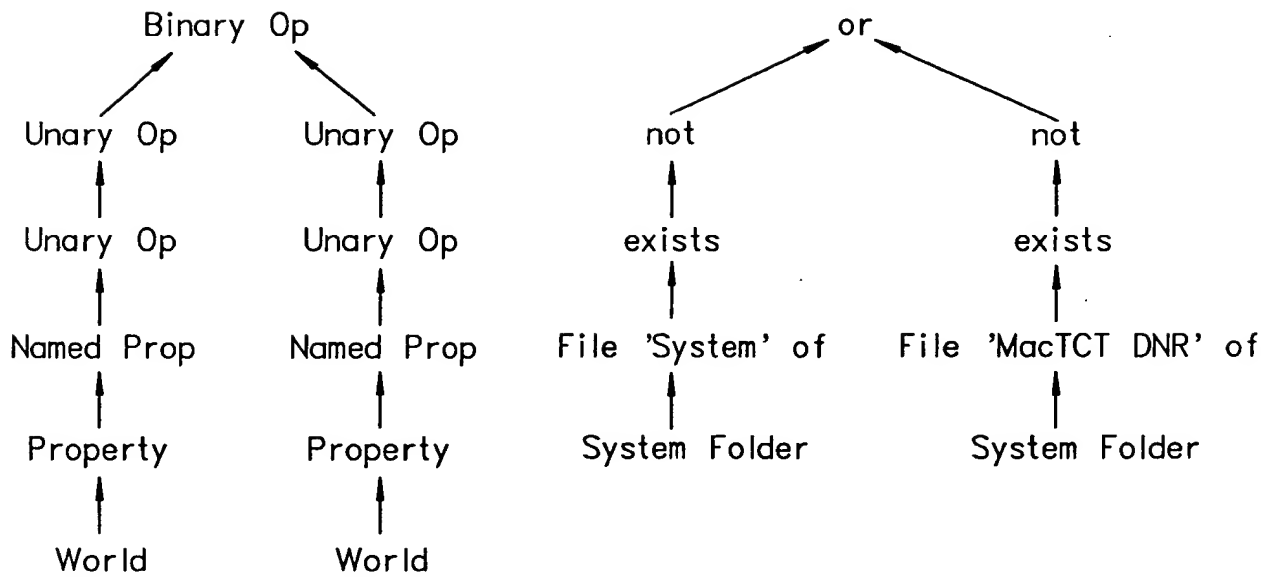 Binary Op or
Unary Op Unary Op not not
Unary Op Unary Op exists exists
Named Prop Named Prop File 'System' of File 'MacTCT DNR' of
Property Property System Folder System Folder
World World